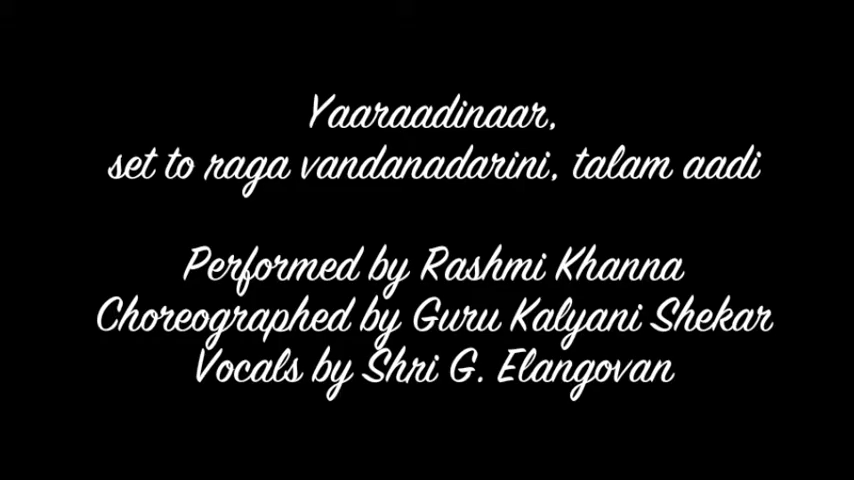 Yaaraadinaar,
set to raga vandanadarini, talam aadi
Performed by Rashmi Khanna
Choreographed by Guru Kalyani Shekar
Vocals by Shri G. Elangovan